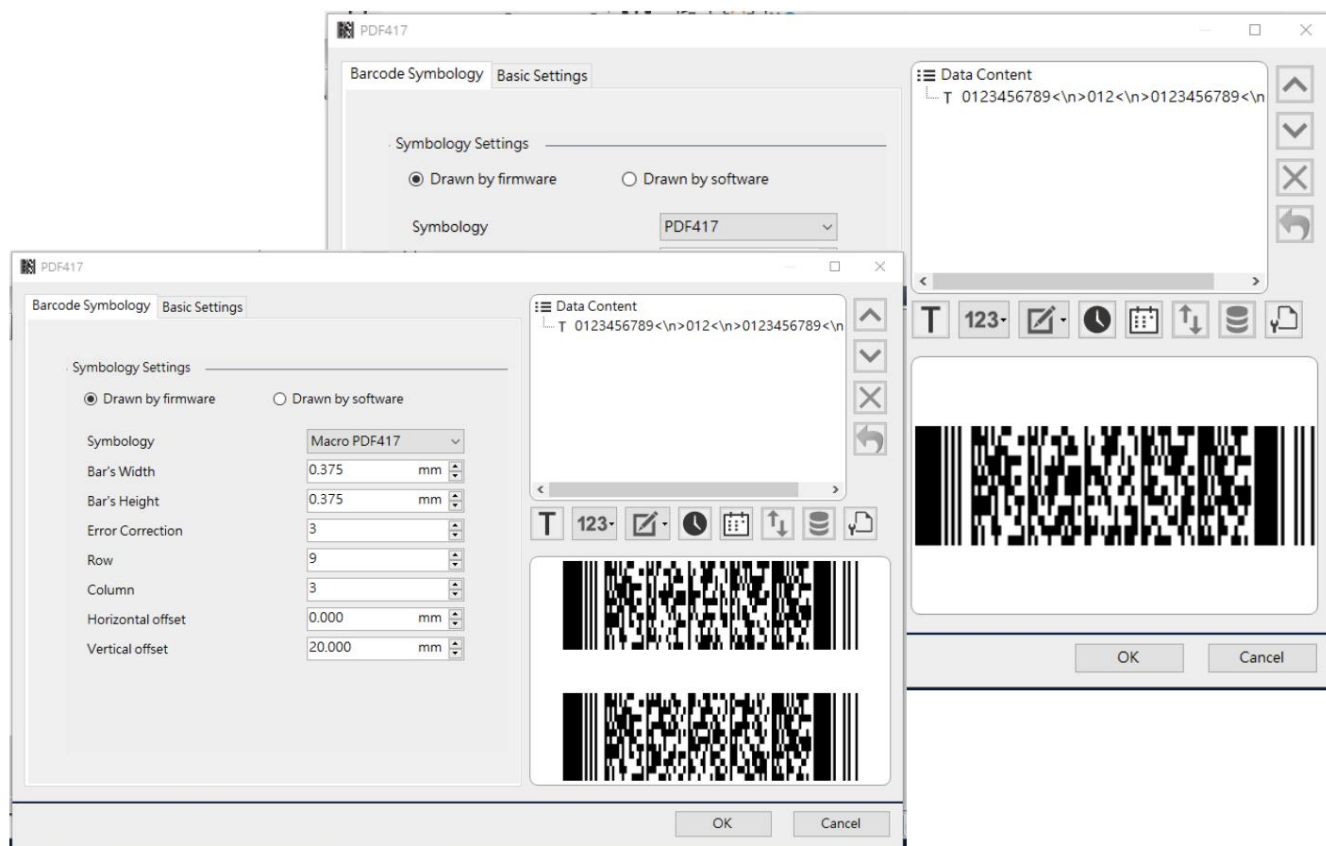 PDF417
Barcode Symbology Basic Settings
Symbology Settings
Drawn by firmware Drawn by software
Symbology PDF417
Data Content
T 0123456789<\n>012<\n>0123456789<\n
T 123
OK Cancel
PDF417
Barcode Symbology Basic Settings
Symbology Settings
Drawn by firmware Drawn by software
Symbology Macro PDF417
Bar's Width 0.375 mm
Bar's Height 0.375 mm
Error Correction 3
Row 9
Column 3
Horizontal offset 0.000 mm
Vertical offset 20.000 mm
Data Content
T 0123456789<\n>012<\n>0123456789<\n
T 123
OK Cancel